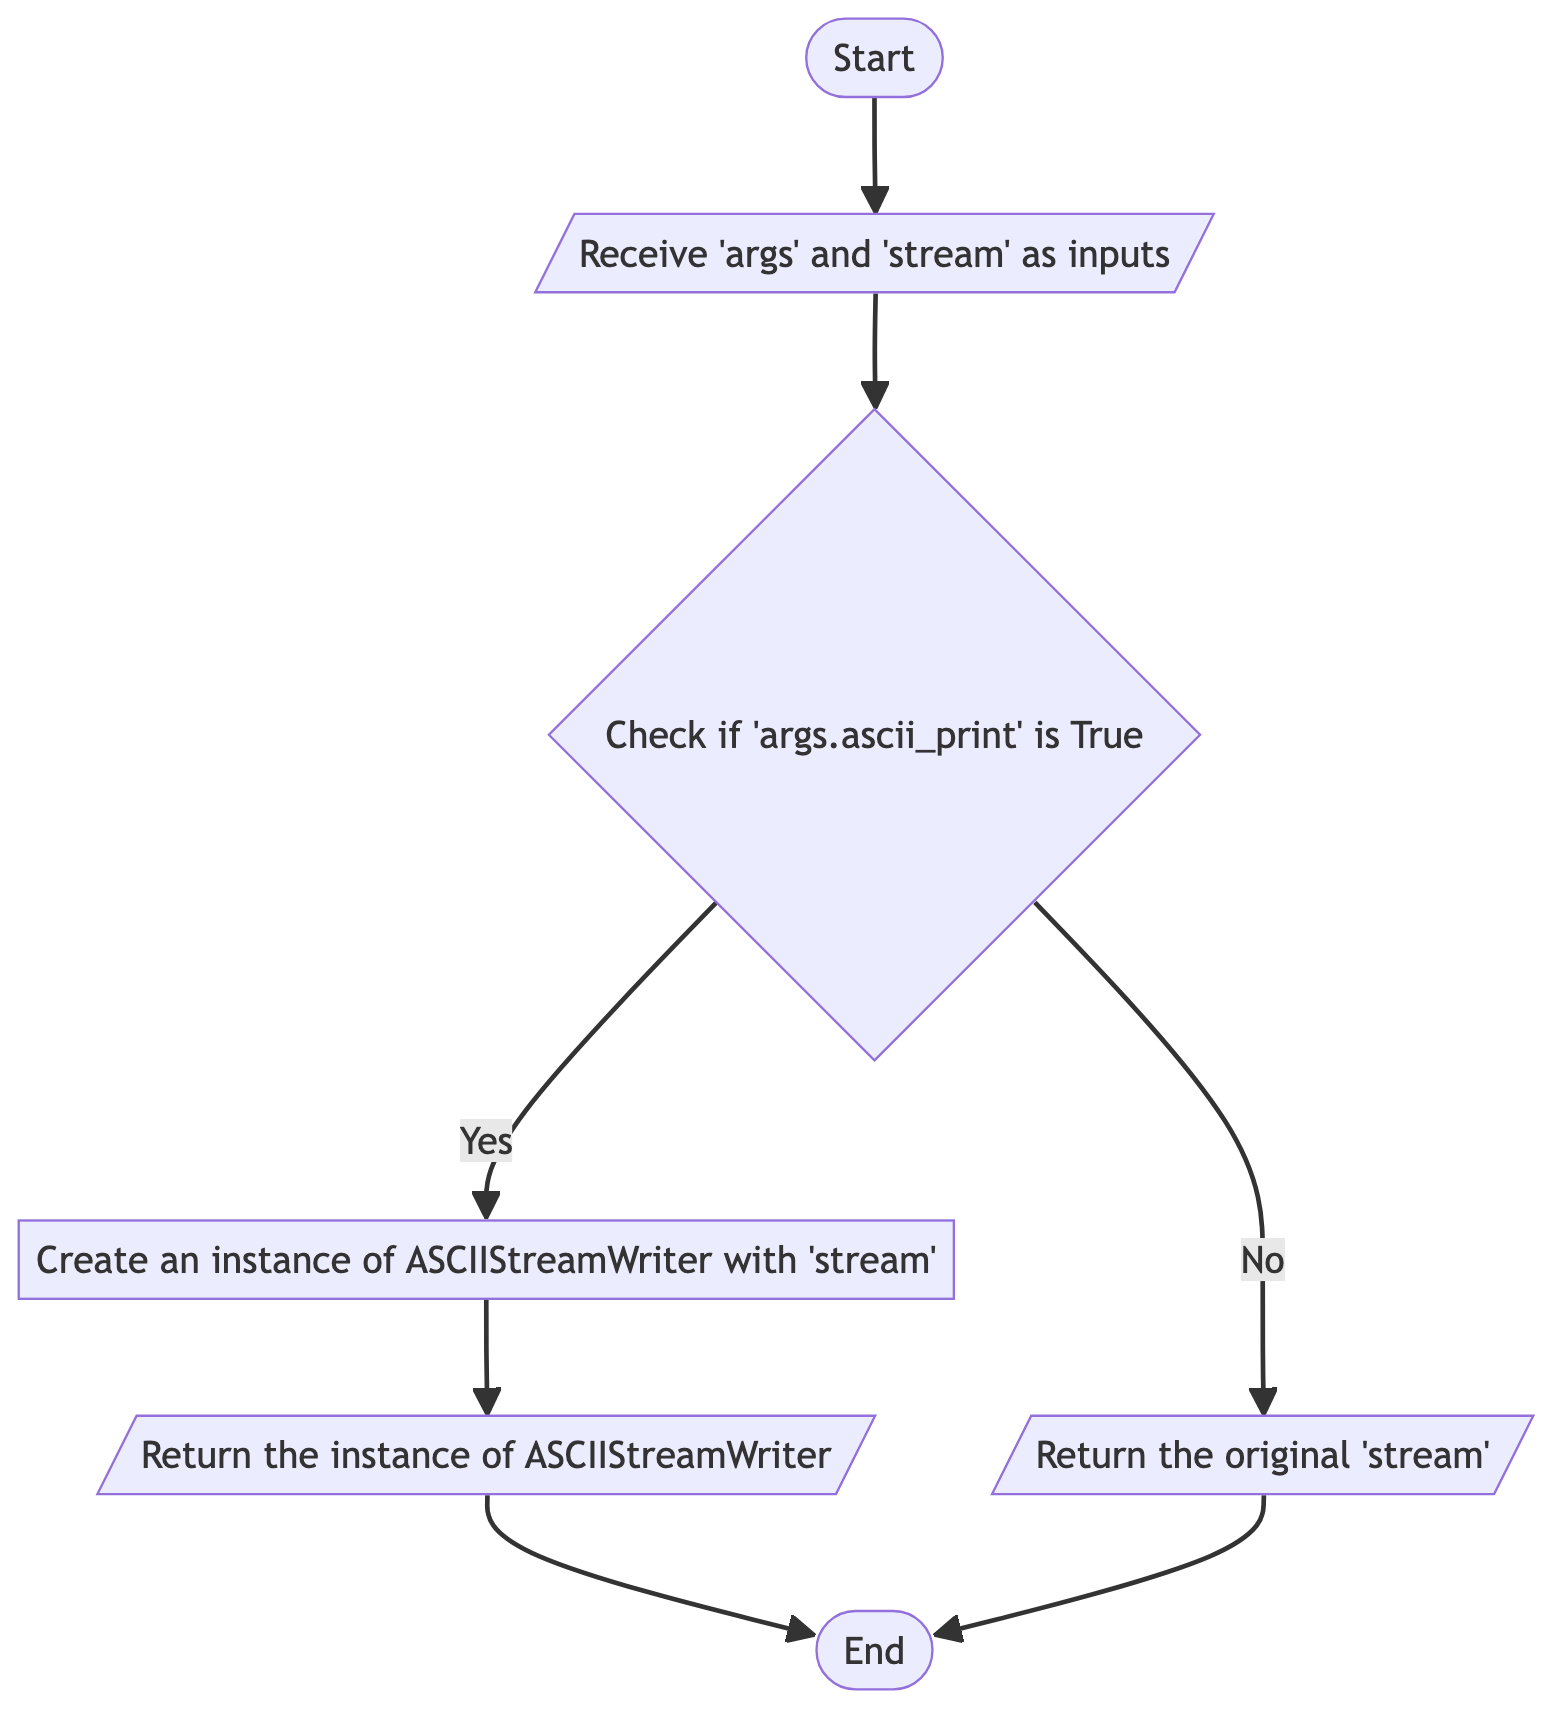 Start
Receive 'args' and 'stream' as inputs
Check if 'args.ascii_print' is True
Yes
Create an instance of ASCIIStreamWriter with 'stream'
No
Return the instance of ASCIIStreamWriter
Return the original 'stream'
End